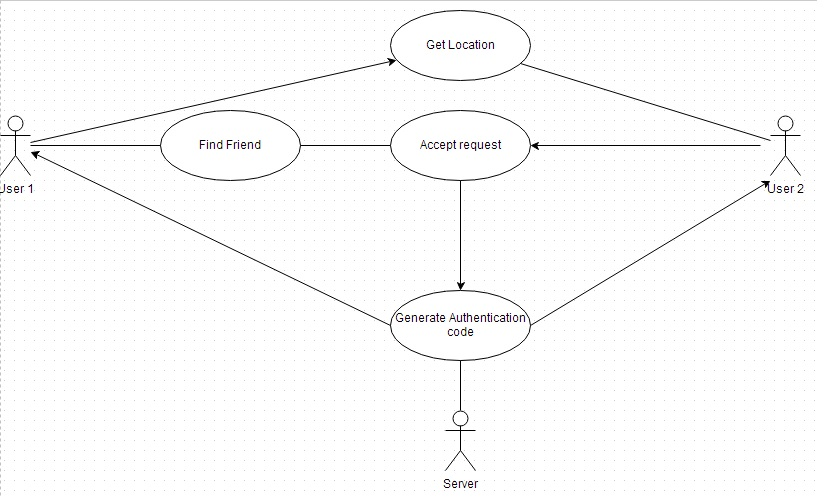 Get Location
Find Friend
Accept request
User 1
User 2
Generate Authentication
code
Server